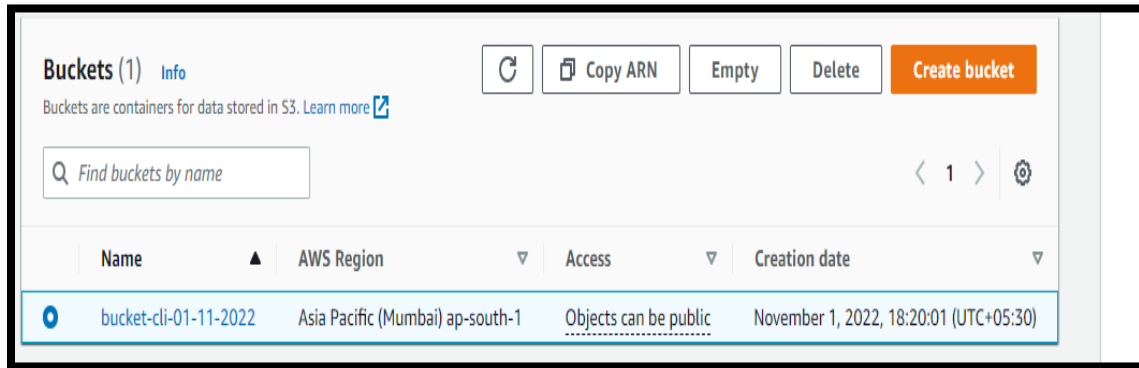 Buckets (1) Info
Copy ARN Empty Delete Create bucket
Buckets are containers for data stored in S3. Learn more
Find buckets by name
1
Name AWS Region Access Creation date
bucket-cli-01-11-2022 Asia Pacific (Mumbai) ap-south-1 Objects can be public November 1, 2022, 18:20:01 (UTC+05:30)